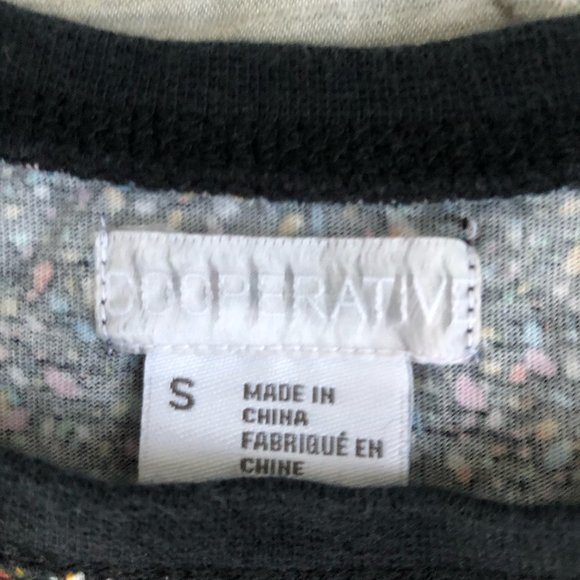 COOPERATIVE
S
MADE IN
CHINA
FABRIQUÉ EN
CHINE